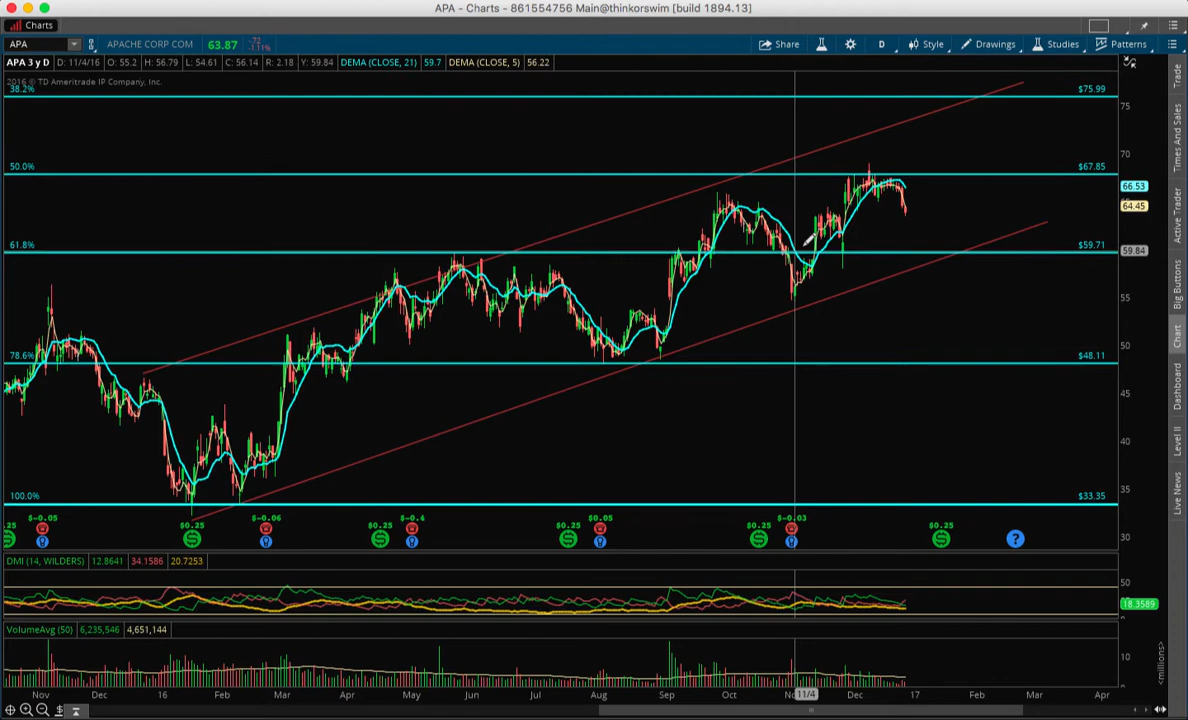 APA - Charts - 861554756 Main@thinkorswim [build 1894.13]
Charts
APA APACHE CORP COM 63.87 -.72 -1.11% Share D Style Drawings Studies Patterns
APA 3 y D D: 11/4/16 O: 55.2 H: 56.79 L: 54.61 C: 56.14 R: 2.18 Y: 59.84 DEMA (CLOSE, 21) 59.7 DEMA (CLOSE, 5) 56.22
2016 © TD Ameritrade IP Company, Inc.
38.2% $75.99
75
70
50.0% $67.85
66.53
64.45
61.8% $59.71
59.84
55
50
78.6% $48.11
45
40
35
100.0% $33.35
$-0.05 $-0.06 $-0.4 $0.05 $-0.03
.25 $0.25 $0.25 $0.25 $0.25 $0.25
30
$ $ $ $ $ $ ?
DMI (14, WILDERS) 12.8641 34.1586 20.7253
50
18.3589
VolumeAvg (50) 6,235,546 4,651,144
10
<millions>
Nov Dec 16 Feb Mar Apr May Jun Jul Aug Sep Oct 11/4 Dec 17 Feb Mar Apr
$
Trade
Times And Sales
Active Trader
Big Buttons
Chart
Dashboard
Level II
Live News